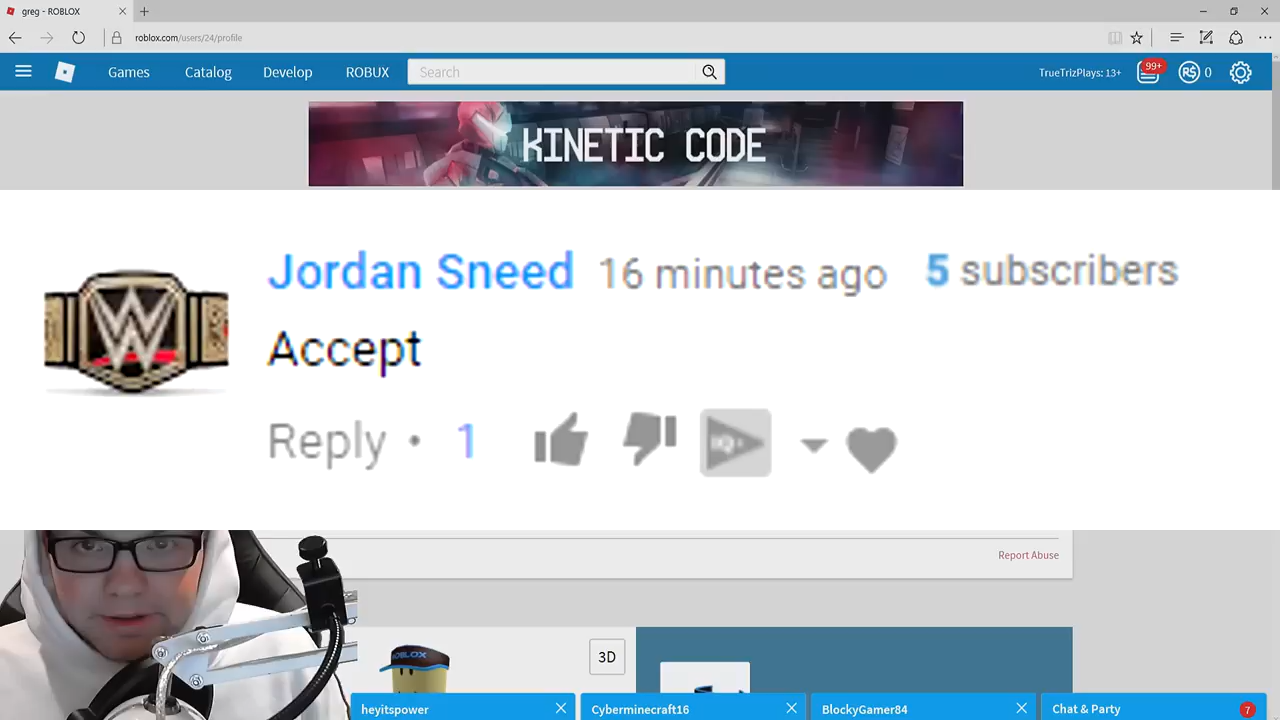 greg - ROBLOX
roblox.com/users/24/profile
Games Catalog Develop ROBUX Search TrueTrizPlays: 13+ 99+ R$ 0
KINETIC CODE
Jordan Sneed 16 minutes ago 5 subscribers
Accept
Reply • 1
Report Abuse
ROBLOX
3D
heyitspower Cyberminecraft16 BlockyGamer84 Chat & Party 7